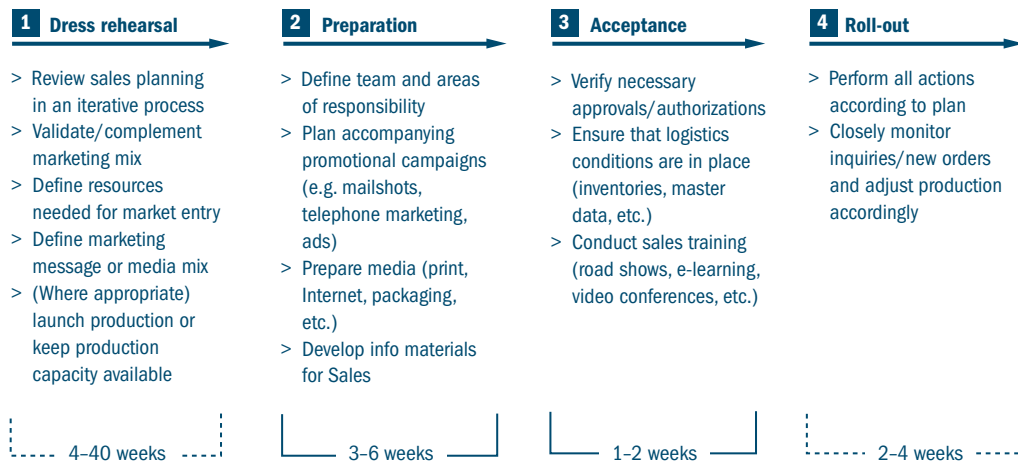 1 Dress rehearsal
> Review sales planning
in an iterative process
> Validate/complement
marketing mix
> Define resources
needed for market entry
> Define marketing
message or media mix
> (Where appropriate)
launch production or
keep production
capacity available
4–40 weeks
2 Preparation
> Define team and areas
of responsibility
> Plan accompanying
promotional campaigns
(e.g. mailshots,
telephone marketing,
ads)
> Prepare media (print,
Internet, packaging,
etc.)
> Develop info materials
for Sales
3–6 weeks
3 Acceptance
> Verify necessary
approvals/authorizations
> Ensure that logistics
conditions are in place
(inventories, master
data, etc.)
> Conduct sales training
(road shows, e-learning,
video conferences, etc.)
1–2 weeks
4 Roll-out
> Perform all actions
according to plan
> Closely monitor
inquiries/new orders
and adjust production
accordingly
2–4 weeks